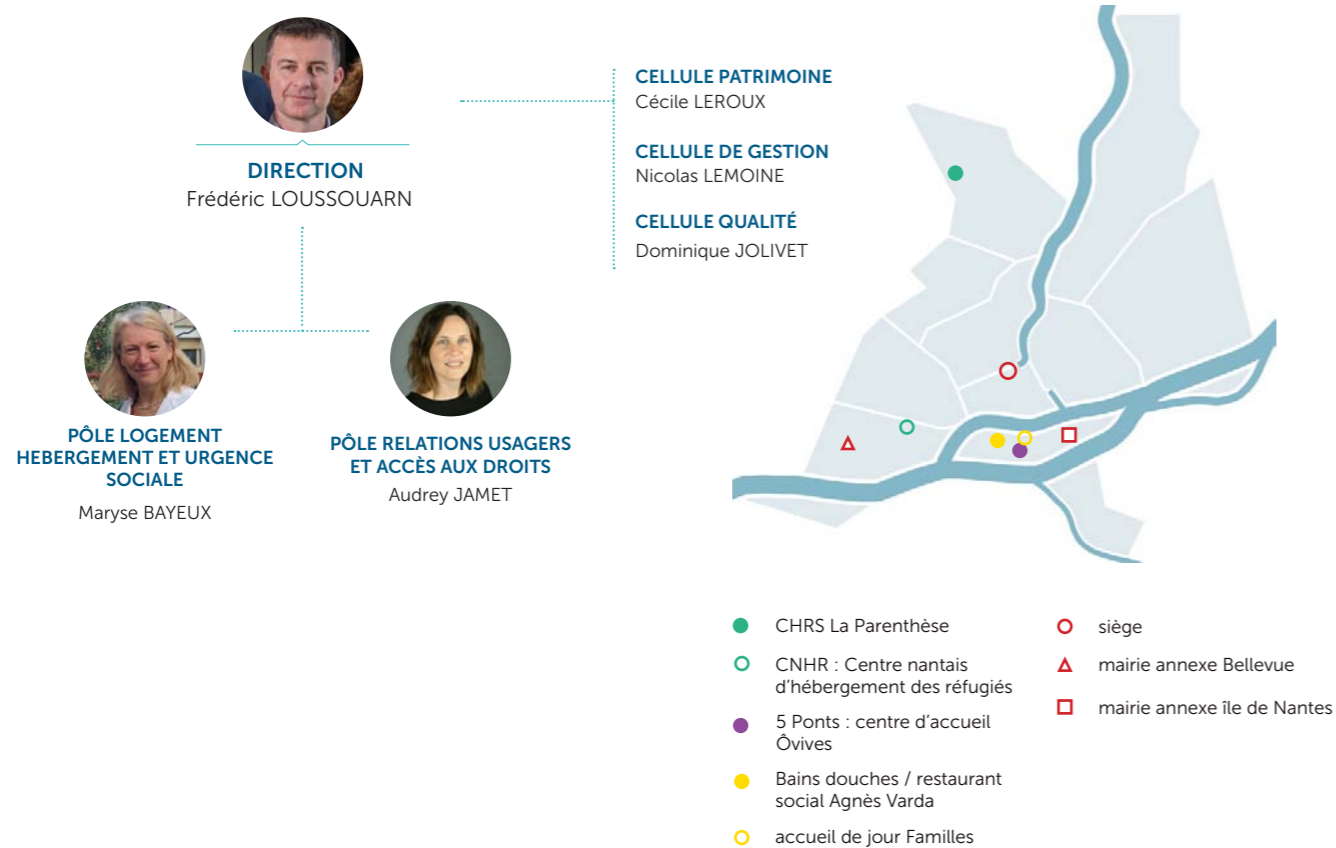 DIRECTION
Frédéric LOUSSOUARN
CELLULE PATRIMOINE
Cécile LEROUX
CELLULE DE GESTION
Nicolas LEMOINE
CELLULE QUALITÉ
Dominique JOLIVET
PÔLE LOGEMENT
HEBERGEMENT ET URGENCE
SOCIALE
Maryse BAYEUX
PÔLE RELATIONS USAGERS
ET ACCÈS AUX DROITS
Audrey JAMET
CHRS La Parenthèse
CNHR : Centre nantais
d'hébergement des réfugiés
5 Ponts : centre d'accueil
Ôvives
Bains douches / restaurant
social Agnès Varda
accueil de jour Familles
siège
mairie annexe Bellevue
mairie annexe île de Nantes